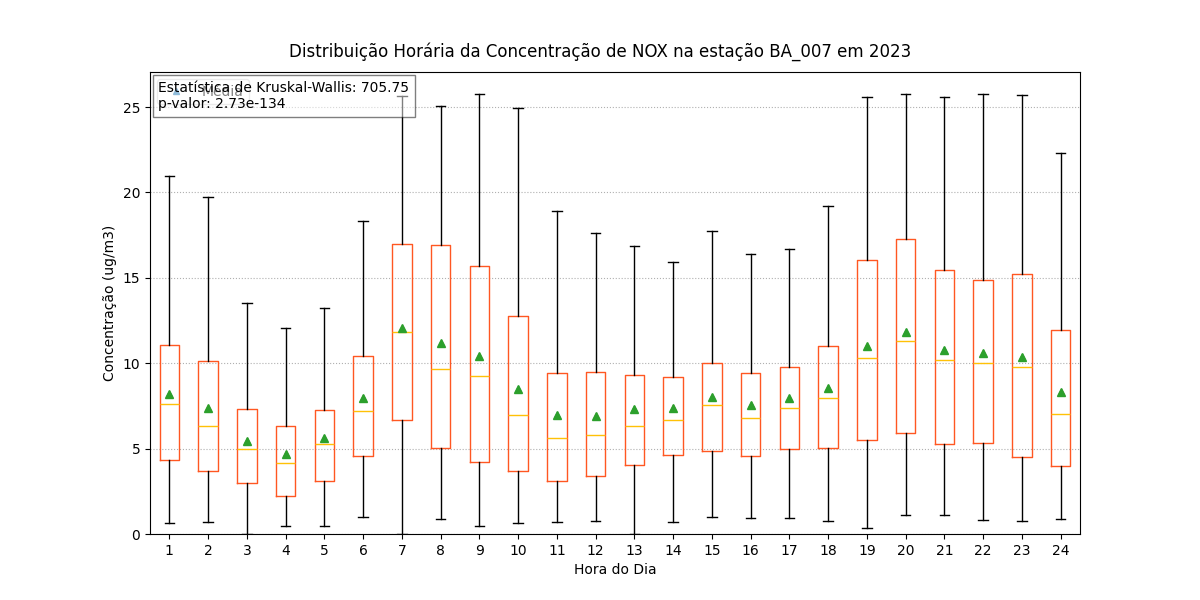 Distribuição Horária da Concentração de NOX na estação BA_007 em 2023
Estatística de Kruskal-Wallis: 705.75
Média
p-valor: 2.73e-134
Concentração (ug/m3)
25
20
15
10
5
0
1 2 3 4 5 6 7 8 9 10 11 12 13 14 15 16 17 18 19 20 21 22 23 24
Hora do Dia